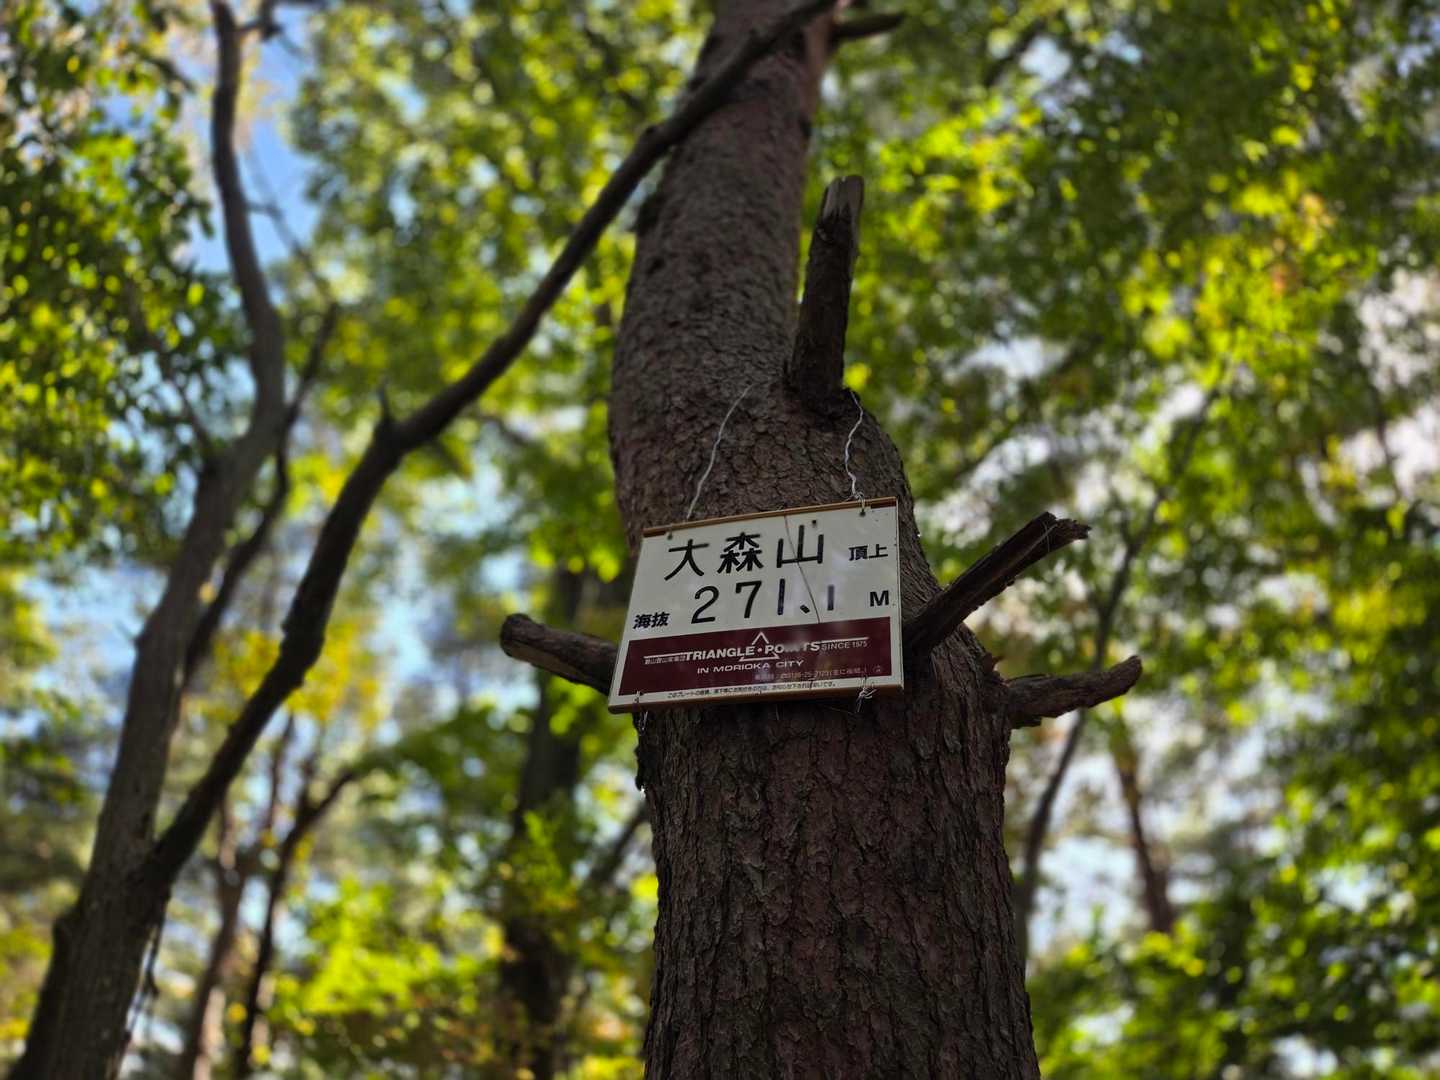 大森山 頂上
海抜 271.1 M
TRIANGLE・POINTS SINCE 1975
IN MORIOKA CITY